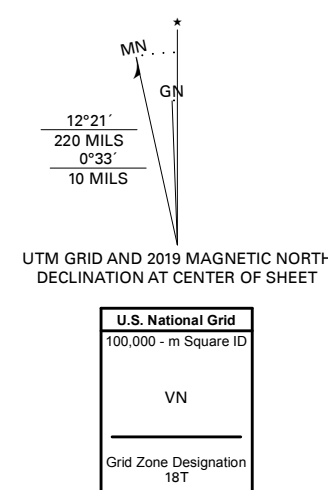 ★
MN
GN
12°21´
220 MILS
0°33´
10 MILS
UTM GRID AND 2019 MAGNETIC NORTH
DECLINATION AT CENTER OF SHEET
U.S. National Grid
100,000 - m Square ID
VN
Grid Zone Designation
18T